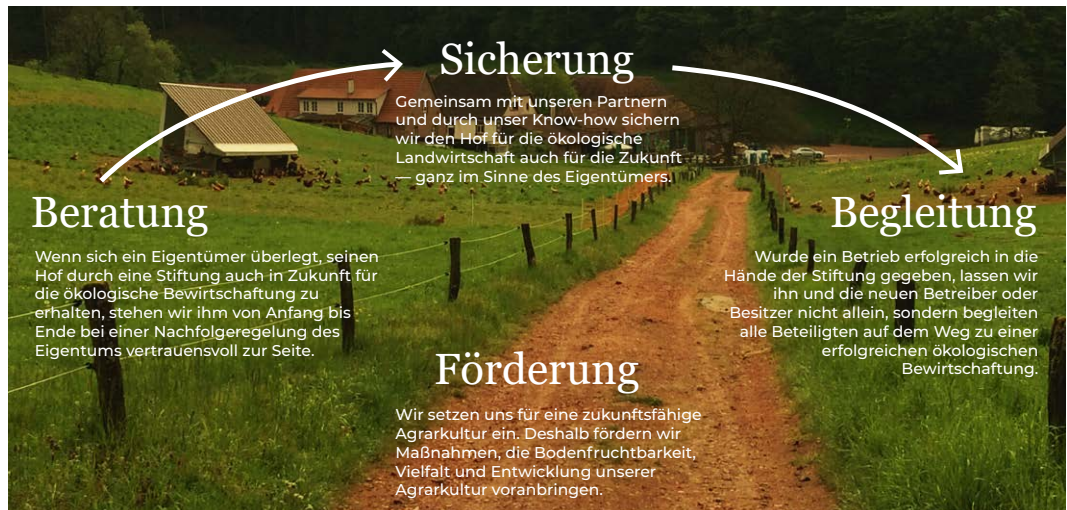 Sicherung
Gemeinsam mit unseren Partnern
und durch unser Know-how sichern
wir den Hof für die ökologische
Landwirtschaft auch für die Zukunft
— ganz im Sinne des Eigentümers.
Beratung
Wenn sich ein Eigentümer überlegt, seinen
Hof durch eine Stiftung auch in Zukunft für
die ökologische Bewirtschaftung zu
erhalten, stehen wir ihm von Anfang bis
Ende bei einer Nachfolgeregelung des
Eigentums vertrauensvoll zur Seite.
Begleitung
Wurde ein Betrieb erfolgreich in die
Hände der Stiftung gegeben, lassen wir
ihn und die neuen Betreiber oder
Besitzer nicht allein, sondern begleiten
alle Beteiligten auf dem Weg zu einer
erfolgreichen ökologischen
Bewirtschaftung.
Förderung
Wir setzen uns für eine zukunftsfähige
Agrarkultur ein. Deshalb fördern wir
Maßnahmen, die Bodenfruchtbarkeit,
Vielfalt und Entwicklung unserer
Agrarkultur voranbringen.